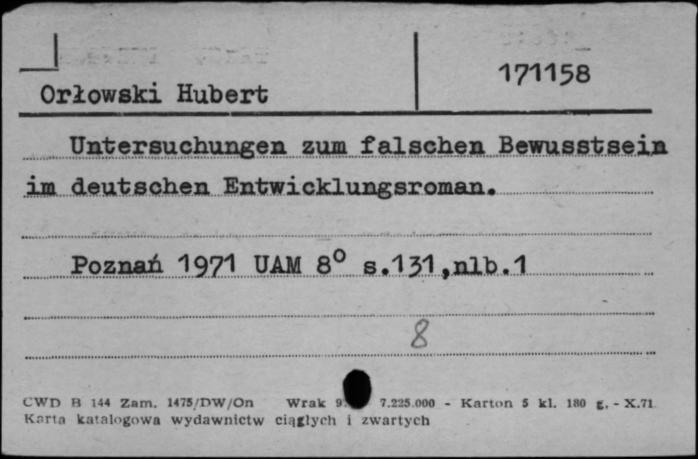 Orłowski Hubert
171158
Untersuchungen zum falschen Bewusstsein
im deutschen Entwicklungsroman.
Poznań 1971 UAM 8° s.131,nlb.1
8
CWD B 144 Zam. 1475/DW/On Wrak 7.225.000 - Karton 5 kl. 180 g. - X.71
Karta katalogowa wydawnictw ciągłych i zwartych